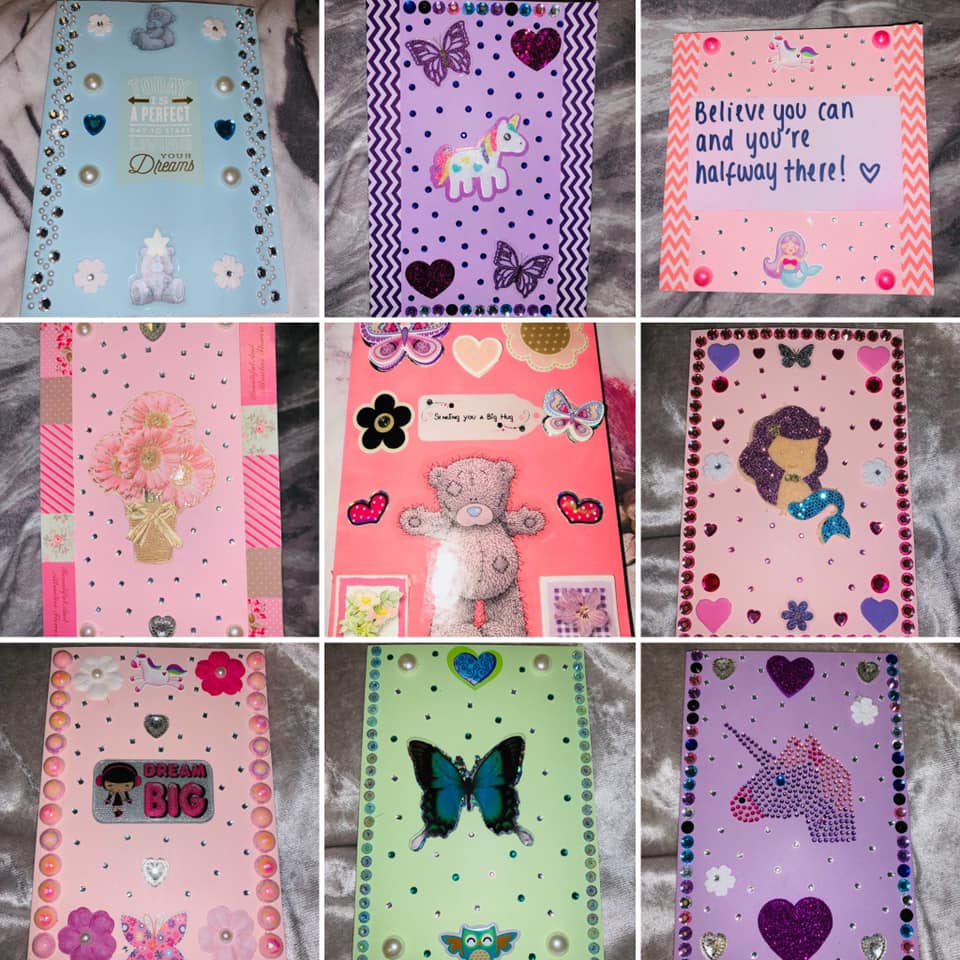 TODAY
IS
A PERFECT
DAY TO START
LIVING
YOUR
Dreams
Believe you can
and you're
halfway there! ♡
Sending you a Big Hug
DREAM
BIG